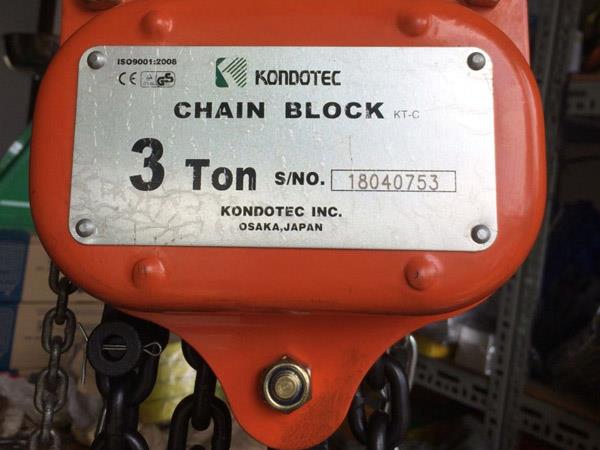 ISO9001:2008
CE GS
KONDOTEC
CHAIN BLOCK KT-C
3 Ton S/NO. 18040753
KONDOTEC INC.
OSAKA,JAPAN